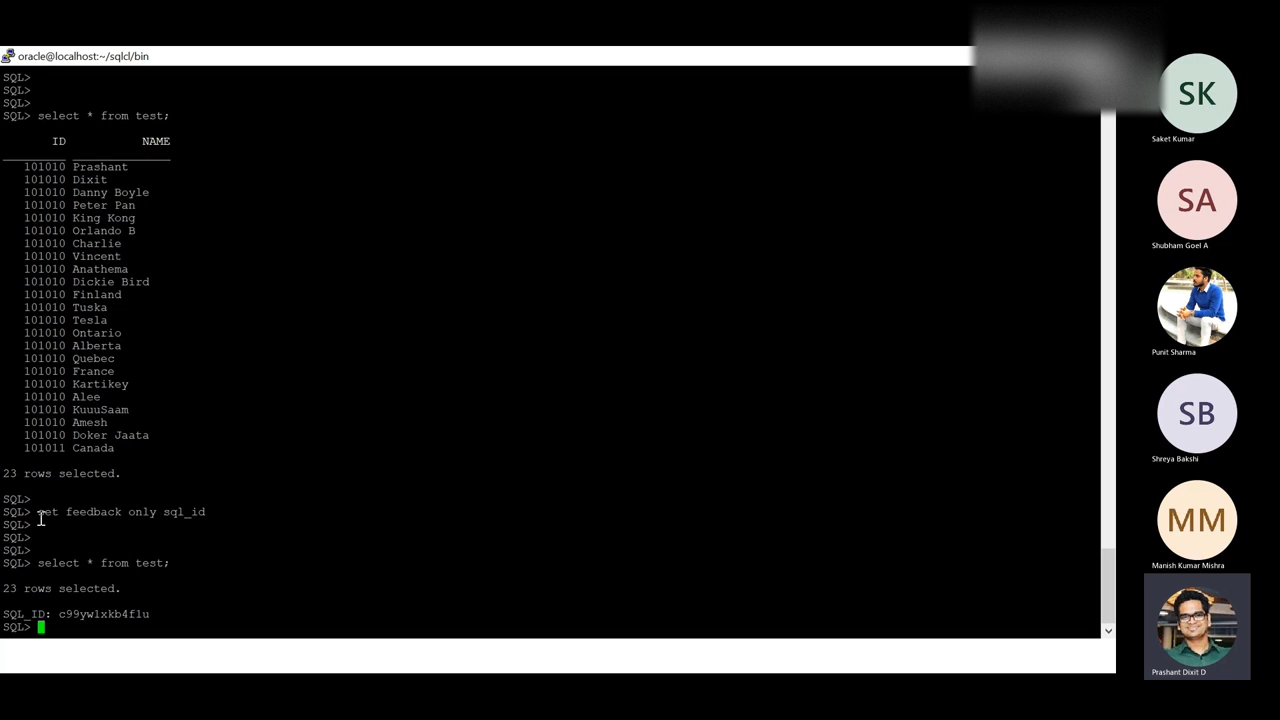 oracle@localhost:~/sqlcl/bin
SQL>
SQL>
SQL>
SQL> select * from test;
ID NAME
101010 Prashant
101010 Dixit
101010 Danny Boyle
101010 Peter Pan
101010 King Kong
101010 Orlando B
101010 Charlie
101010 Vincent
101010 Anathema
101010 Dickie Bird
101010 Finland
101010 Tuska
101010 Tesla
101010 Ontario
101010 Alberta
101010 Quebec
101010 France
101010 Kartikey
101010 Alee
101010 KuuuSaam
101010 Amesh
101010 Doker Jaata
101011 Canada
23 rows selected.
SQL>
SQL> set feedback only sql_id
SQL>
SQL>
SQL>
SQL> select * from test;
23 rows selected.
SQL_ID: c99ywlxkb4flu
SQL>
SK
Saket Kumar
SA
Shubham Goel A
Punit Sharma
SB
Shreya Bakshi
MM
Manish Kumar Mishra
Prashant Dixit D